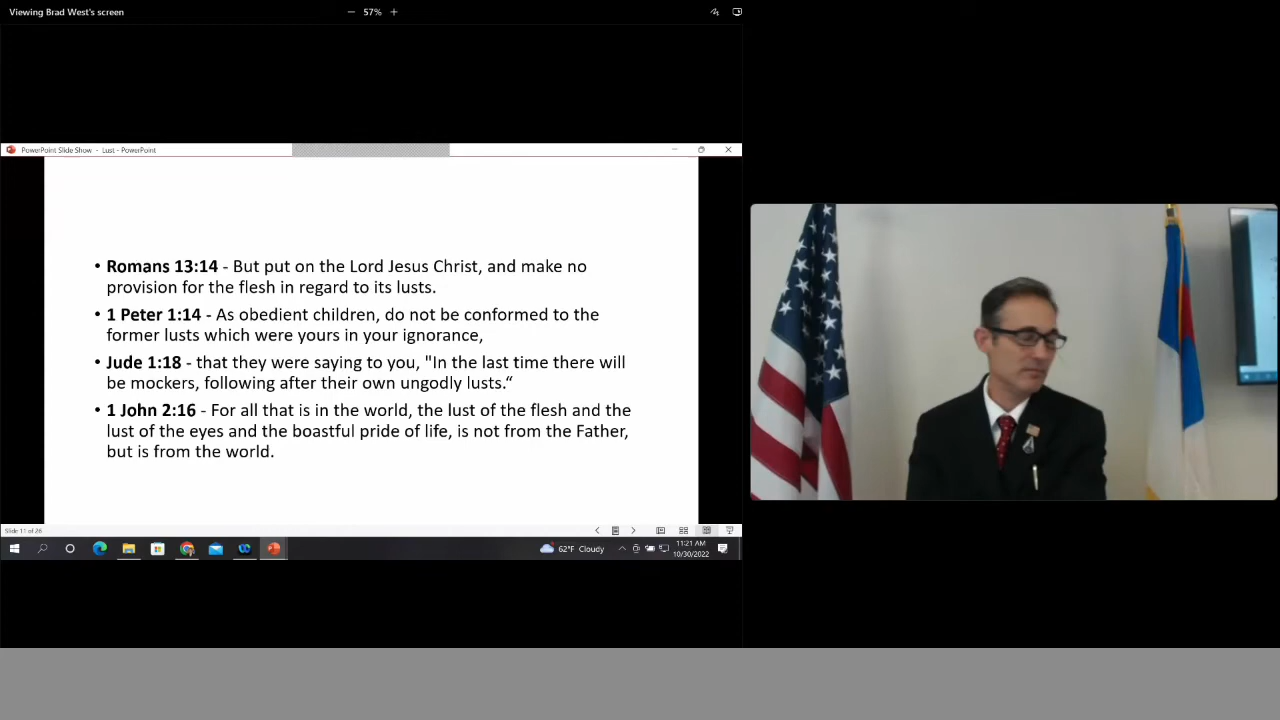 Viewing Brad West's screen
57%
PowerPoint Slide Show - Lust - PowerPoint
• Romans 13:14 - But put on the Lord Jesus Christ, and make no
provision for the flesh in regard to its lusts.
• 1 Peter 1:14 - As obedient children, do not be conformed to the
former lusts which were yours in your ignorance,
• Jude 1:18 - that they were saying to you, "In the last time there will
be mockers, following after their own ungodly lusts.“
• 1 John 2:16 - For all that is in the world, the lust of the flesh and the
lust of the eyes and the boastful pride of life, is not from the Father,
but is from the world.
Slide 11 of 26
62°F Cloudy
11:21 AM
10/30/2022